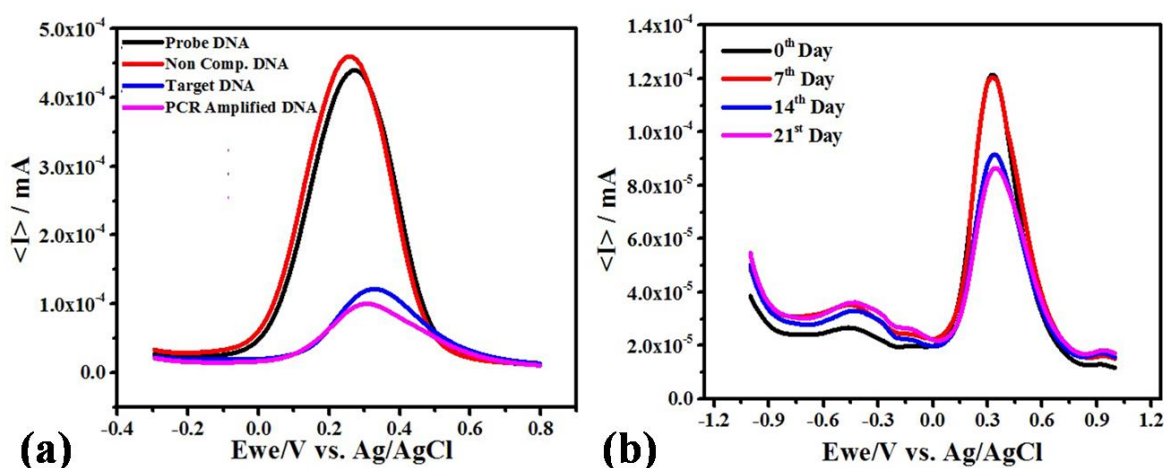 5.0x10⁻⁴
4.0x10⁻⁴
3.0x10⁻⁴
2.0x10⁻⁴
1.0x10⁻⁴
0.0
<I> / mA
Probe DNA
Non Comp. DNA
Target DNA
PCR Amplified DNA
-0.4 -0.2 0.0 0.2 0.4 0.6 0.8
Ewe/V vs. Ag/AgCl
(a)
1.4x10⁻⁴
1.2x10⁻⁴
1.0x10⁻⁴
8.0x10⁻⁵
6.0x10⁻⁵
4.0x10⁻⁵
2.0x10⁻⁵
0.0
<I> / mA
0th Day
7th Day
14th Day
21st Day
-1.2 -0.9 -0.6 -0.3 0.0 0.3 0.6 0.9 1.2
Ewe/V vs. Ag/AgCl
(b)